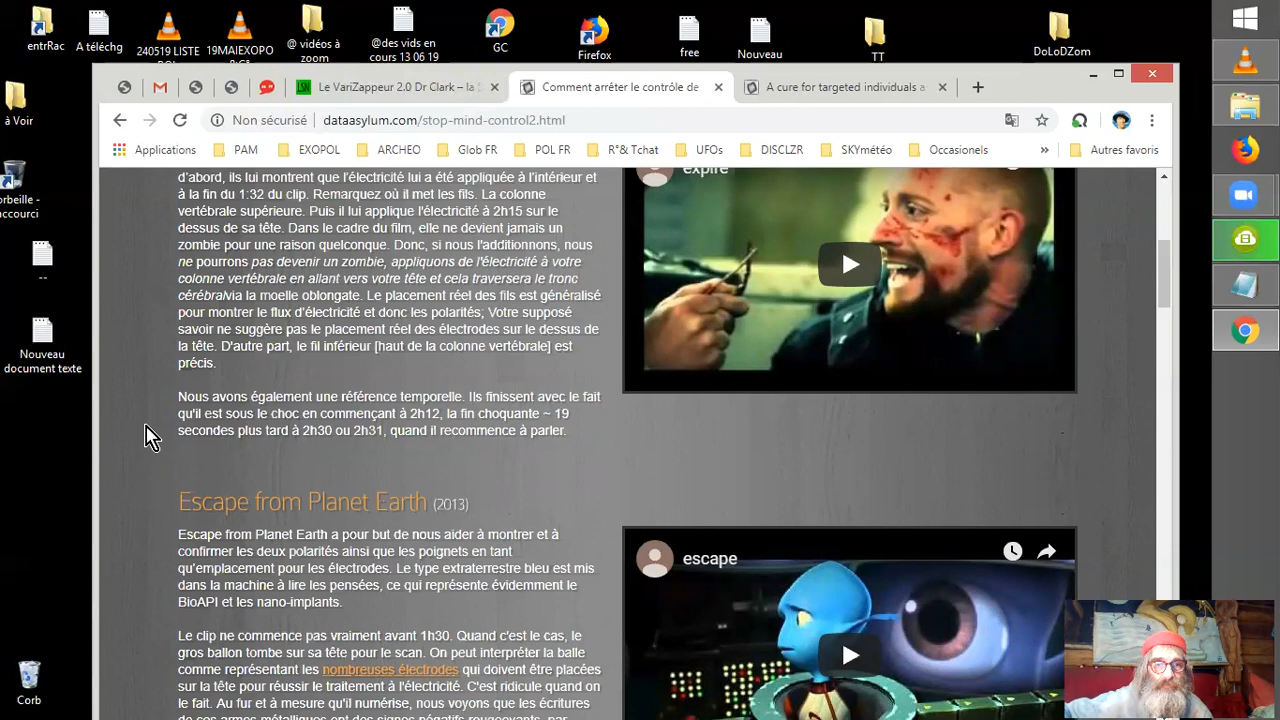 entrRac
A téléchg
240519 LISTE
19MAIEXPO
@ vidéos à
zoom
@des vids en
cours 13 06 19
GC
Firefox
free
Nouveau
TT
DoLoDZom
à Voir
Le VariZappeur 2.0 Dr Clark – la
Comment arrêter le contrôle de
A cure for targeted individuals a
Non sécurisé
dataasylum.com/stop-mind-control2.html
Applications
PAM
EXOPOL
ARCHEO
Glob FR
POL FR
R°& Tchat
UFOs
DISCLZR
SKYmétéo
Occasionels
»
Autres favoris
orbeille -
accourci
--
Nouveau
document texte
Corb
d'abord, ils lui montrent que l'électricité lui a été appliquée à l'intérieur et
à la fin du 1:32 du clip. Remarquez où il met les fils. La colonne
vertébrale supérieure. Puis il lui applique l'électricité à 2h15 sur le
dessus de sa tête. Dans le cadre du film, elle ne devient jamais un
zombie pour une raison quelconque. Donc, si nous l'additionnons, nous
ne pourrons pas devenir un zombie, appliquons de l'électricité à votre
colonne vertébrale en allant vers votre tête et cela traversera le tronc
cérébralvia la moelle oblongate. Le placement réel des fils est généralisé
pour montrer le flux d'électricité et donc les polarités; Votre supposé
savoir ne suggère pas le placement réel des électrodes sur le dessus de
la tête. D'autre part, le fil inférieur [haut de la colonne vertébrale] est
précis.
Nous avons également une référence temporelle. Ils finissent avec le fait
qu'il est sous le choc en commençant à 2h12, la fin choquante ~ 19
secondes plus tard à 2h30 ou 2h31, quand il recommence à parler.
expire
Escape from Planet Earth (2013)
Escape from Planet Earth a pour but de nous aider à montrer et à
confirmer les deux polarités ainsi que les poignets en tant
qu'emplacement pour les électrodes. Le type extraterrestre bleu est mis
dans la machine à lire les pensées, ce qui représente évidemment le
BioAPI et les nano-implants.
Le clip ne commence pas vraiment avant 1h30. Quand c'est le cas, le
gros ballon tombe sur sa tête pour le scan. On peut interpréter la balle
comme représentant les nombreuses électrodes qui doivent être placées
sur la tête pour réussir le traitement à l'électricité. C'est ridicule quand on
le fait. Au fur et à mesure qu'il numérise, nous voyons que les écritures
escape